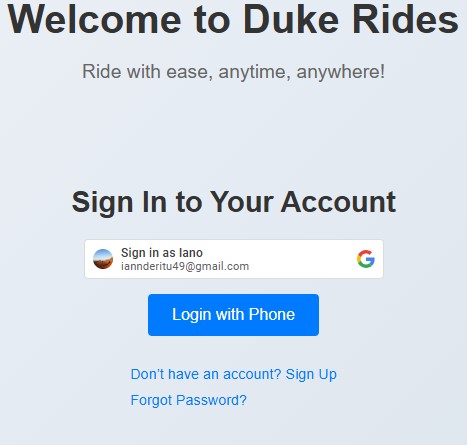 Welcome to Duke Rides
Ride with ease, anytime, anywhere!
Sign In to Your Account
Sign in as Iano
iannderitu49@gmail.com
Login with Phone
Don't have an account? Sign Up
Forgot Password?